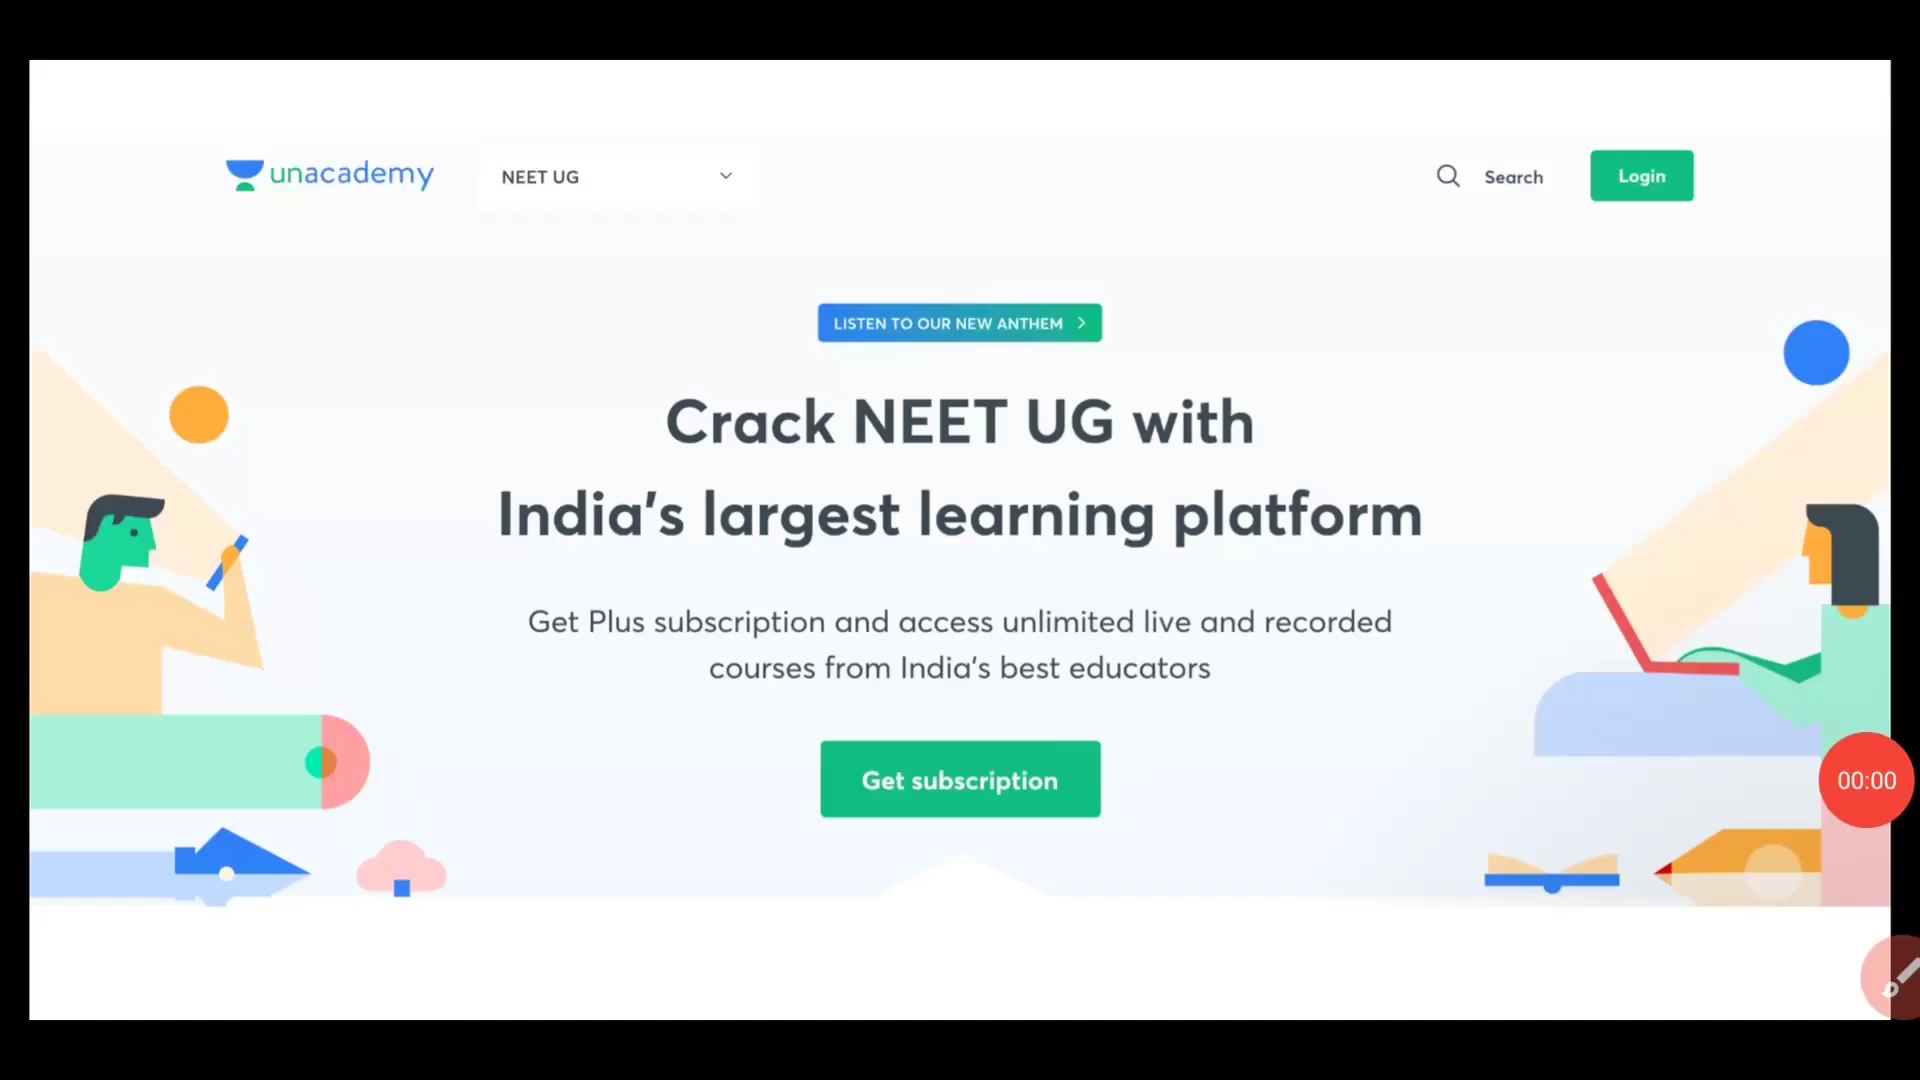 unacademy
NEET UG
Search
Login
LISTEN TO OUR NEW ANTHEM
Crack NEET UG with
India's largest learning platform
Get Plus subscription and access unlimited live and recorded
courses from India's best educators
Get subscription
00:00